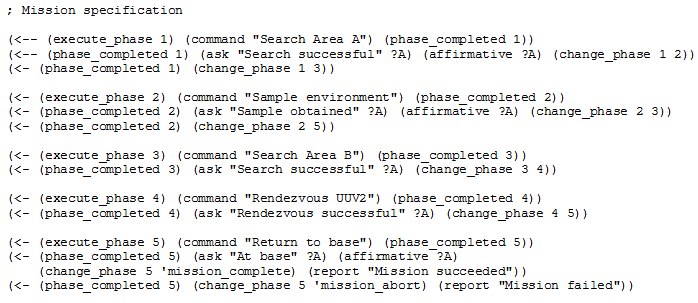 ; Mission specification
(<-- (execute_phase 1) (command "Search Area A") (phase_completed 1))
(<-- (phase_completed 1) (ask "Search successful" ?A) (affirmative ?A) (change_phase 1 2))
(<- (phase_completed 1) (change_phase 1 3))
(<- (execute_phase 2) (command "Sample environment") (phase_completed 2))
(<- (phase_completed 2) (ask "Sample obtained" ?A) (affirmative ?A) (change_phase 2 3))
(<- (phase_completed 2) (change_phase 2 5))
(<- (execute_phase 3) (command "Search Area B") (phase_completed 3))
(<- (phase_completed 3) (ask "Search successful" ?A) (change_phase 3 4))
(<- (execute_phase 4) (command "Rendezvous UUV2") (phase_completed 4))
(<- (phase_completed 4) (ask "Rendezvous successful" ?A) (change_phase 4 5))
(<- (execute_phase 5) (command "Return to base") (phase_completed 5))
(<- (phase_completed 5) (ask "At base" ?A) (affirmative ?A)
(change_phase 5 'mission_complete) (report "Mission succeeded"))
(<- (phase_completed 5) (change_phase 5 'mission_abort) (report "Mission failed"))